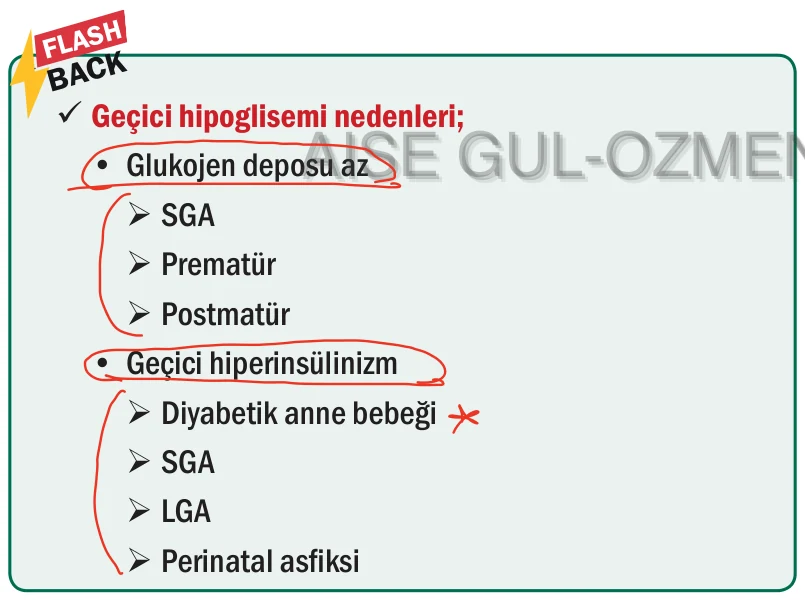 FLASH
BACK
✓ Geçici hipoglisemi nedenleri;
AISE GUL-OZMEN
• Glukojen deposu az
➢ SGA
➢ Prematür
➢ Postmatür
• Geçici hiperinsülinizm
➢ Diyabetik anne bebeği *
➢ SGA
➢ LGA
➢ Perinatal asfiksi